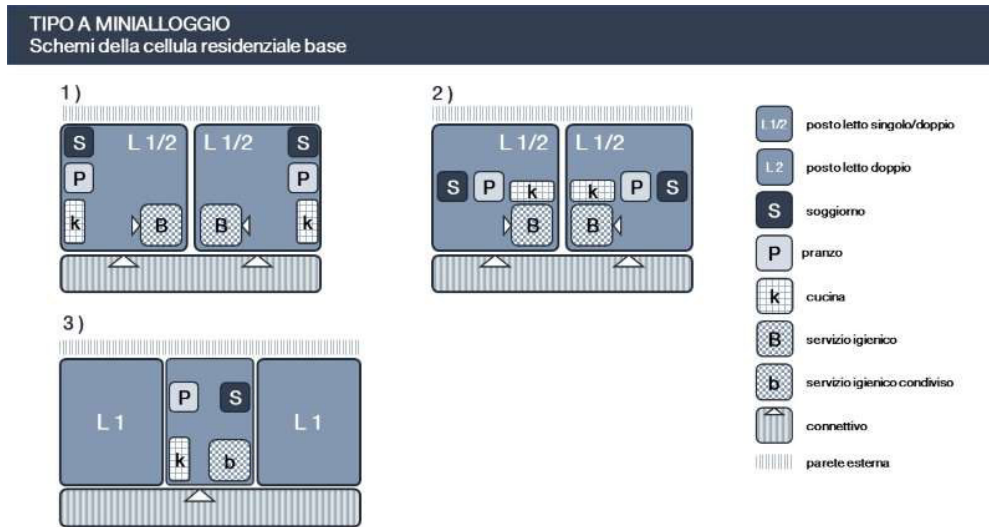 TIPO A MINIALLOGGIO
Schemi della cellula residenziale base
1)
S L 1/2 L 1/2 S
P P
k B B k
2)
L 1/2 L 1/2
S P k k P S
B B
3)
L 1 P S L 1
k b
L 1/2 posto letto singolo/doppio
L 2 posto letto doppio
S soggiorno
P pranzo
k cucina
B servizio igienico
b servizio igienico condiviso
connettivo
parete esterna